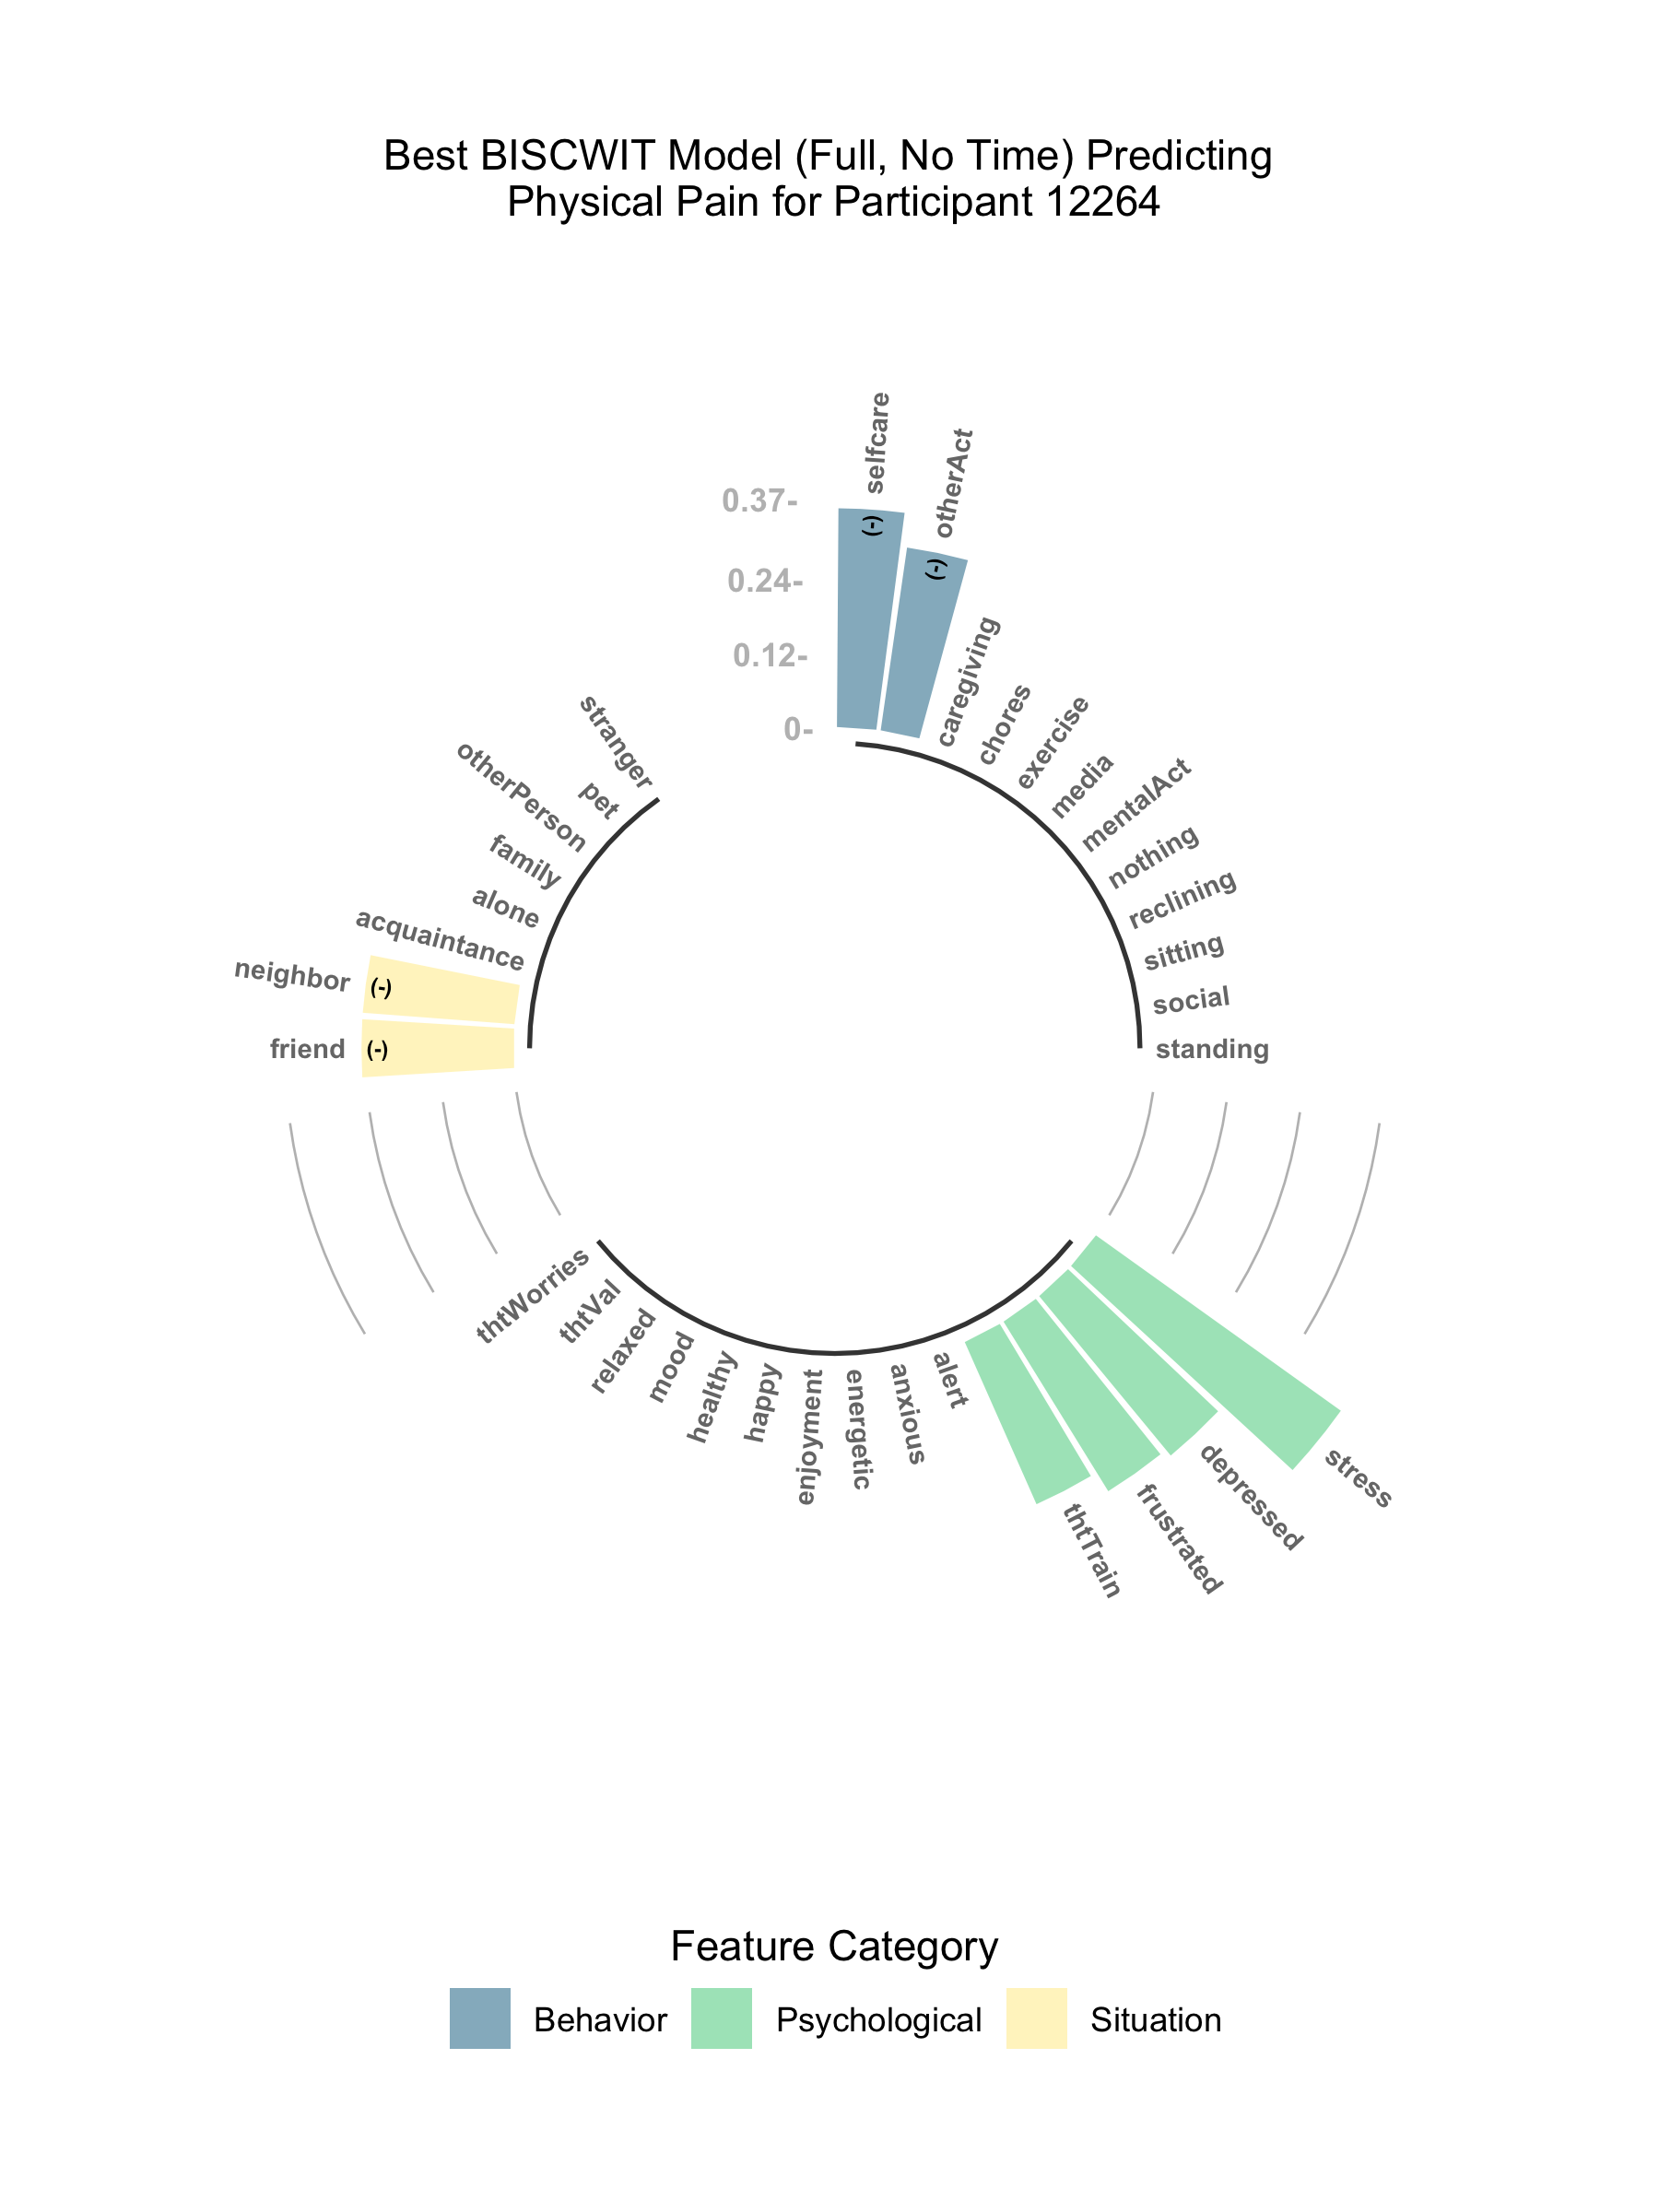 Best BISCWIT Model (Full, No Time) Predicting
Physical Pain for Participant 12264
0.37-
0.24-
0.12-
0-
selfcare
(-)
otherAct
(-)
caregiving
chores
exercise
media
mentalAct
nothing
reclining
sitting
social
standing
stress
depressed
frustrated
thtTrain
alert
anxious
energetic
enjoyment
happy
healthy
mood
relaxed
thtVal
thtWorries
friend
(-)
neighbor
(-)
acquaintance
alone
family
otherPerson
pet
stranger
Feature Category
Behavior
Psychological
Situation